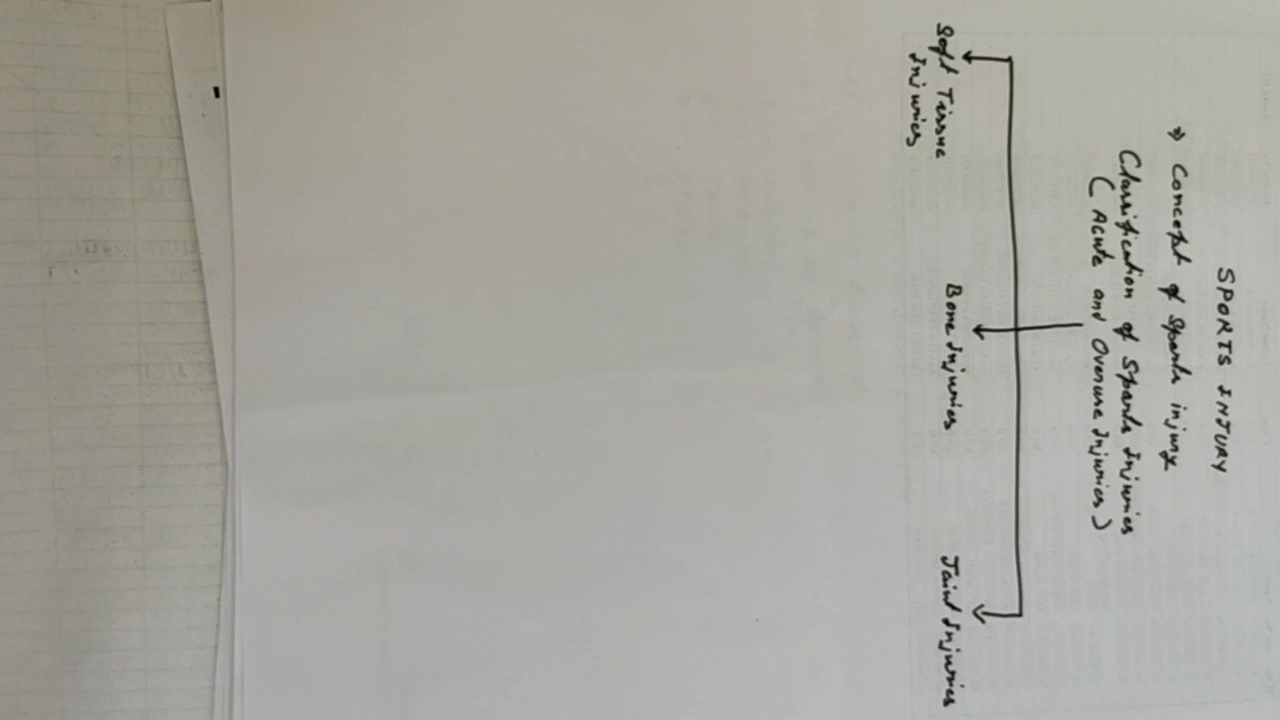 SPORTS INJURY
⇒ Concept of Sports injury
Classification of Sports Injuries
( Acute and Overuse Injuries )
Soft Tissue
Injuries
Bone Injuries
Joint Injuries